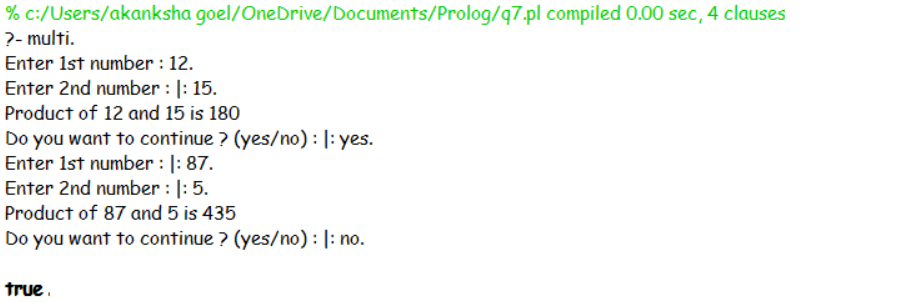 % c:/Users/akanksha goel/OneDrive/Documents/Prolog/q7.pl compiled 0.00 sec, 4 clauses
?- multi.
Enter 1st number : 12.
Enter 2nd number : |: 15.
Product of 12 and 15 is 180
Do you want to continue ? (yes/no) : |: yes.
Enter 1st number : |: 87.
Enter 2nd number : |: 5.
Product of 87 and 5 is 435
Do you want to continue ? (yes/no) : |: no.
true .